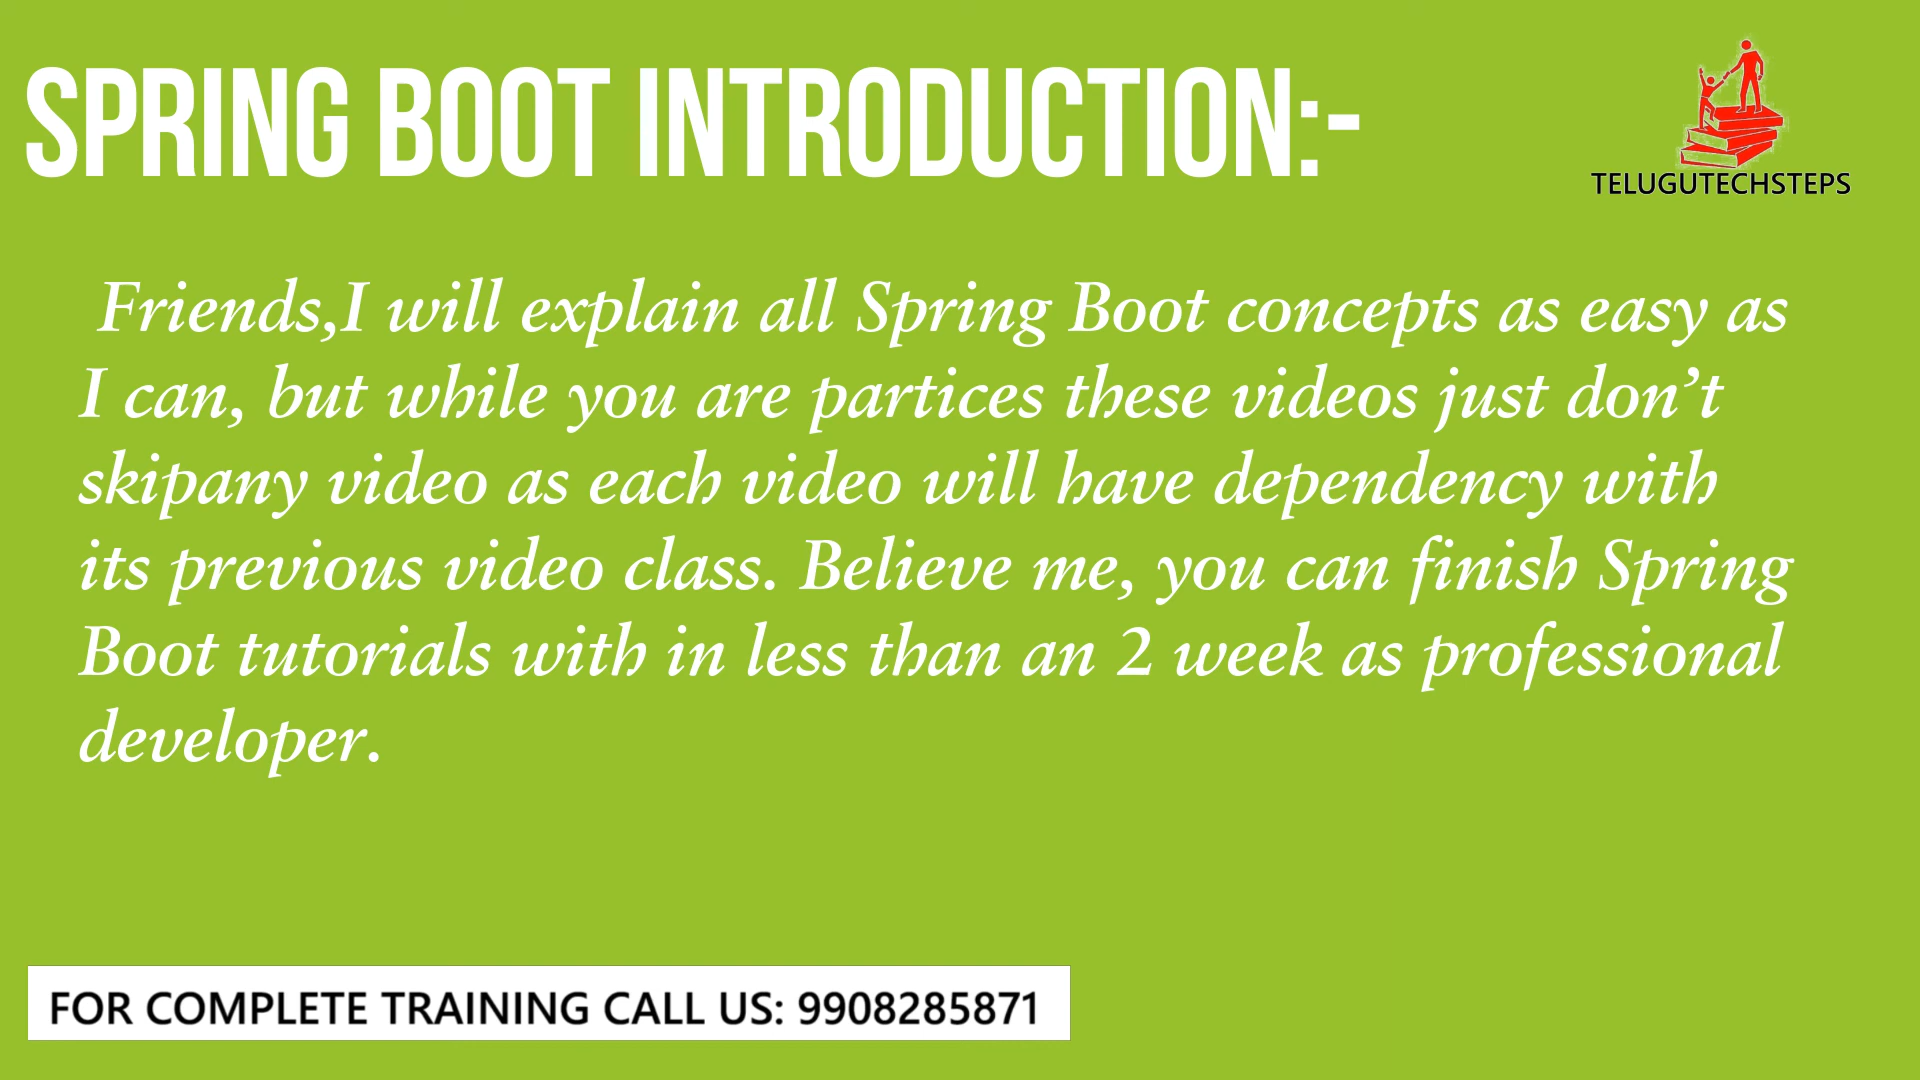 SPRING BOOT INTRODUCTION:-
TELUGUTECHSTEPS
Friends,I will explain all Spring Boot concepts as easy as
I can, but while you are partices these videos just don’t
skipany video as each video will have dependency with
its previous video class. Believe me, you can finish Spring
Boot tutorials with in less than an 2 week as professional
developer.
FOR COMPLETE TRAINING CALL US: 9908285871